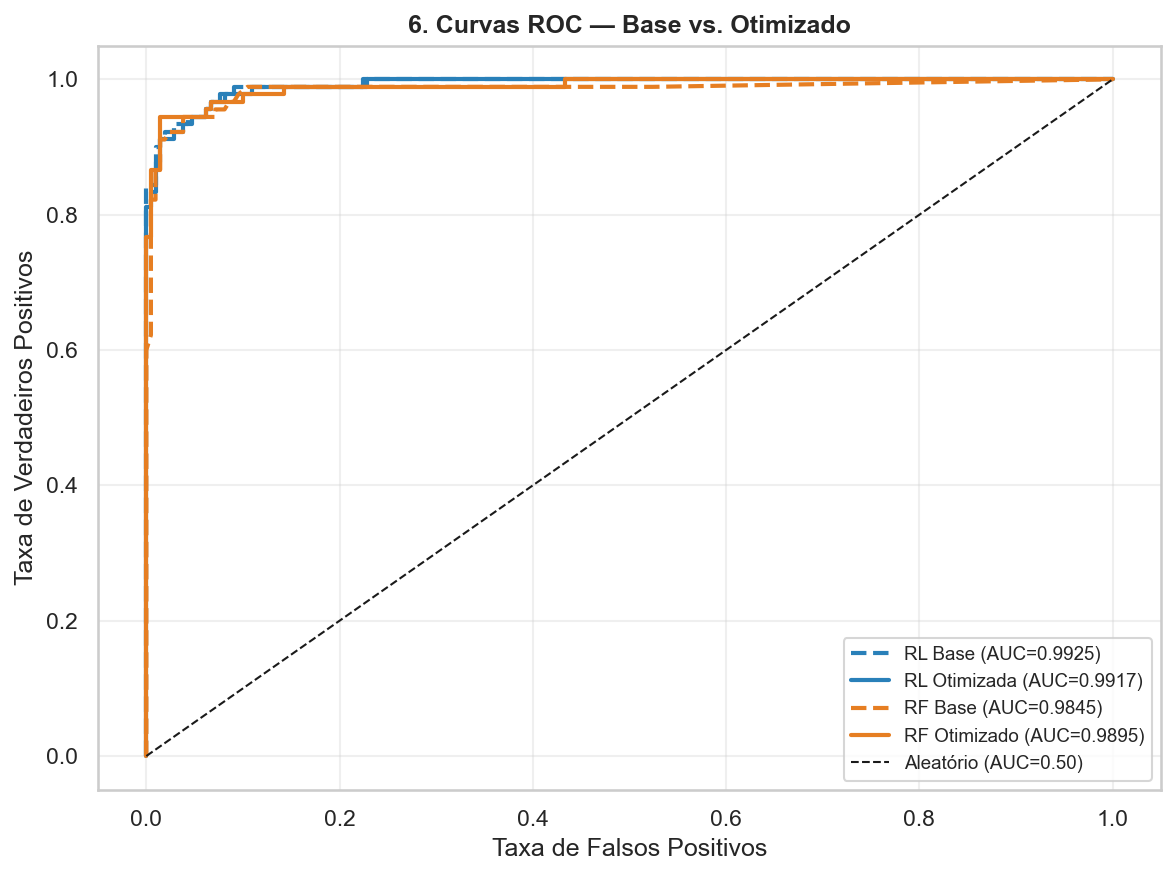 6. Curvas ROC — Base vs. Otimizado
Taxa de Verdadeiros Positivos
1.0
0.8
0.6
0.4
0.2
0.0
RL Base (AUC=0.9925)
RL Otimizada (AUC=0.9917)
RF Base (AUC=0.9845)
RF Otimizado (AUC=0.9895)
Aleatório (AUC=0.50)
0.0 0.2 0.4 0.6 0.8 1.0
Taxa de Falsos Positivos